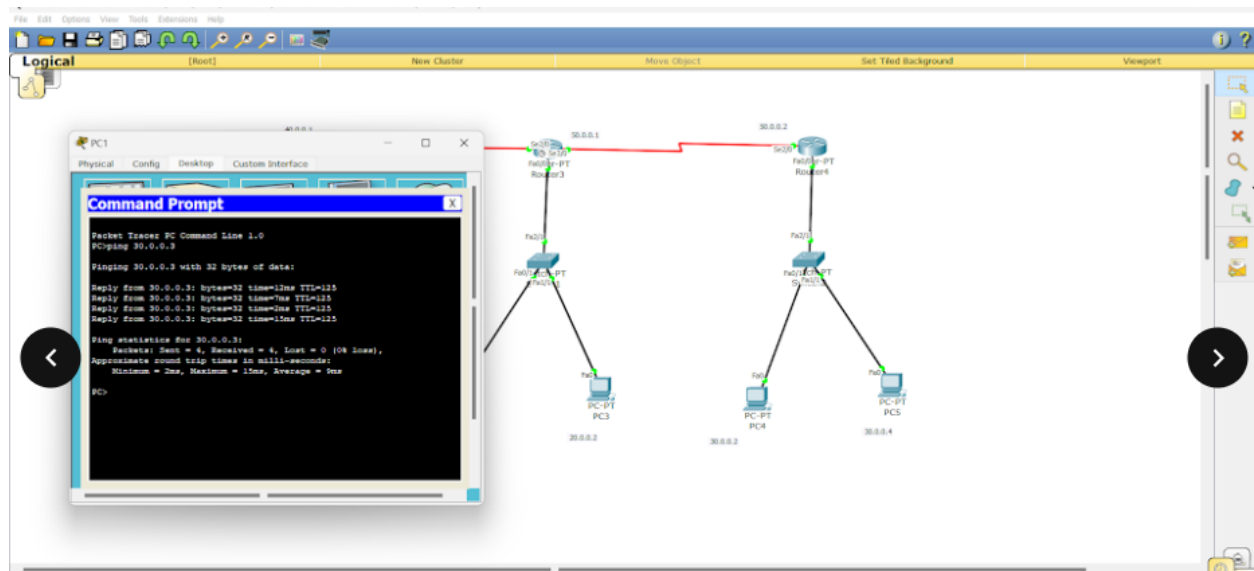 File Edit Options View Tools Extensions Help
Logical [Root] New Cluster Move Object Set Tiled Background Viewport
PC1
Physical Config Desktop Custom Interface
Command Prompt X
Packet Tracer PC Command Line 1.0
PC>ping 30.0.0.3
Pinging 30.0.0.3 with 32 bytes of data:
Reply from 30.0.0.3: bytes=32 time=12ms TTL=125
Reply from 30.0.0.3: bytes=32 time=7ms TTL=125
Reply from 30.0.0.3: bytes=32 time=2ms TTL=125
Reply from 30.0.0.3: bytes=32 time=15ms TTL=125
Ping statistics for 30.0.0.3:
Packets: Sent = 4, Received = 4, Lost = 0 (0% loss),
Approximate round trip times in milli-seconds:
Minimum = 2ms, Maximum = 15ms, Average = 9ms
PC>
50.0.0.1
50.0.0.2
Se2/0
Se3/0
Router3
Se2/0
Router4
Fa2/1
Fa2/1
Fa0
PC-PT
PC3
20.0.0.2
Fa0
PC-PT
PC4
30.0.0.2
Fa0
PC-PT
PC5
30.0.0.4